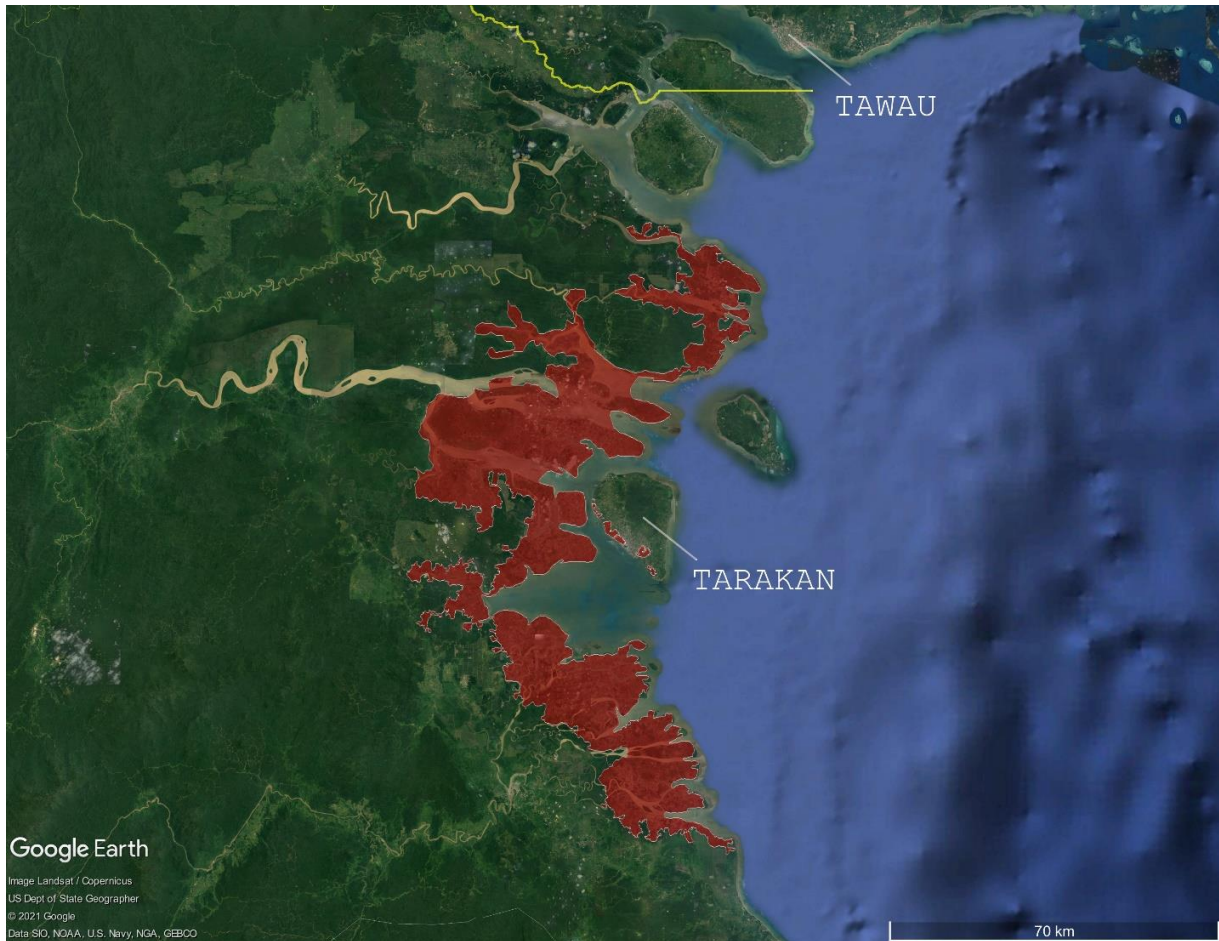 TAWAU
TARAKAN
Google Earth
Image Landsat / Copernicus
US Dept of State Geographer
© 2021 Google
Data SIO, NOAA, U.S. Navy, NGA, GEBCO
70 km